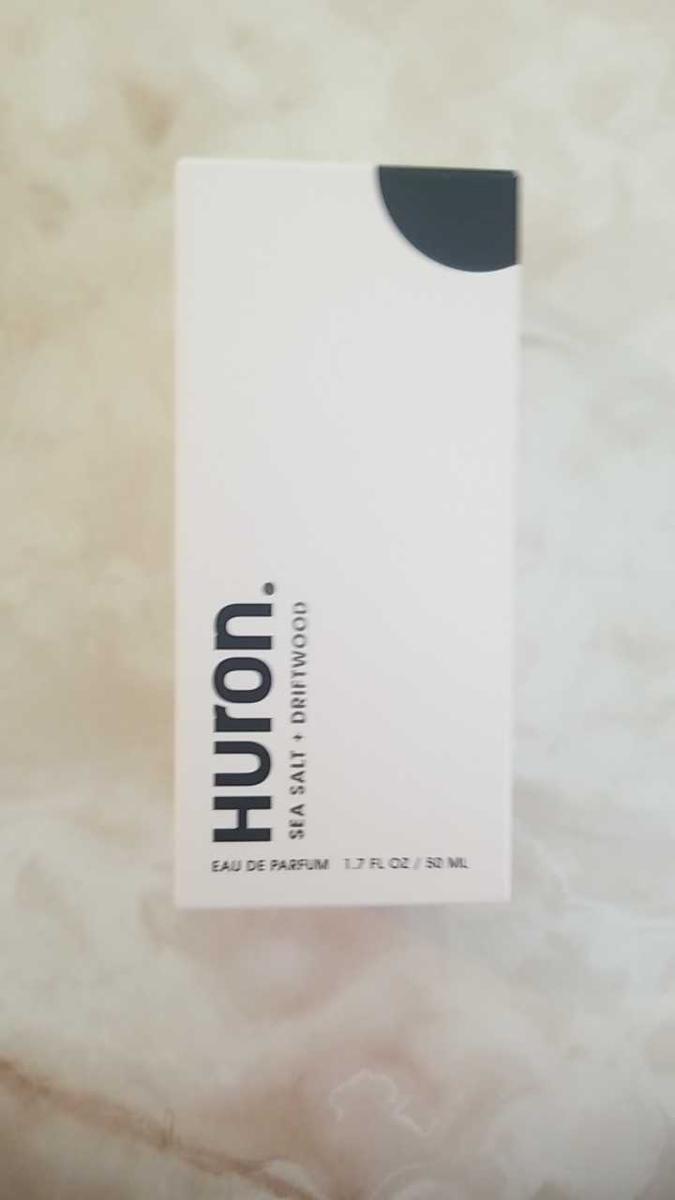 Huron.
SEA SALT + DRIFTWOOD
EAU DE PARFUM 1.7 FL OZ / 50 ML